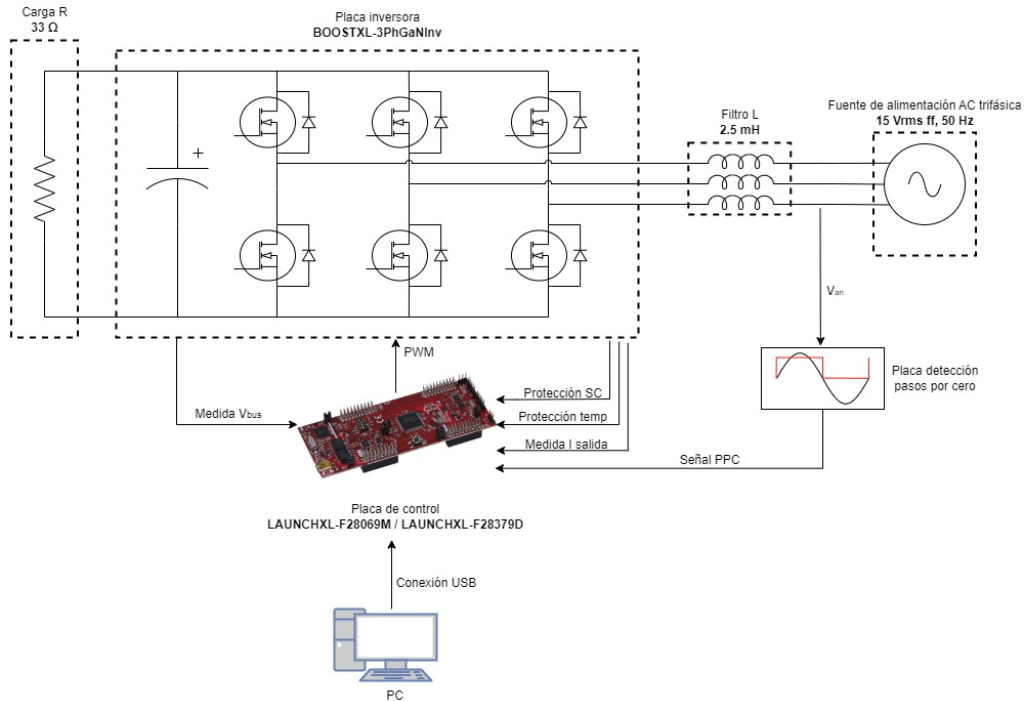 Carga R
33 Ω
Placa inversora
BOOSTXL-3PhGaNInv
Filtro L
2.5 mH
Fuente de alimentación AC trifásica
15 Vrms ff, 50 Hz
Van
Placa detección
pasos por cero
PWM
Medida Vbus
Protección SC
Protección temp
Medida I salida
Señal PPC
Placa de control
LAUNCHXL-F28069M / LAUNCHXL-F28379D
Conexión USB
PC